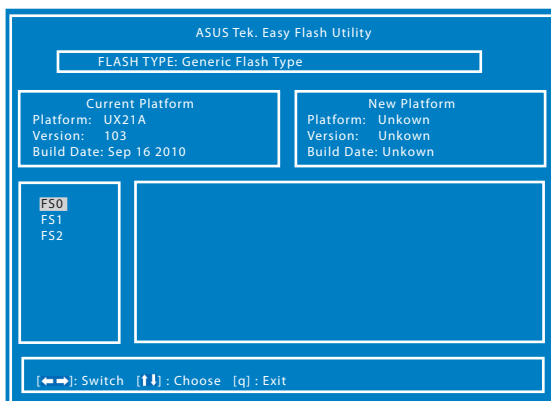 ASUS Tek. Easy Flash Utility
FLASH TYPE: Generic Flash Type
Current Platform
Platform: UX21A
Version: 103
Build Date: Sep 16 2010
New Platform
Platform: Unkown
Version: Unkown
Build Date: Unkown
FS0
FS1
FS2
[←→]: Switch [↑↓] : Choose [q] : Exit